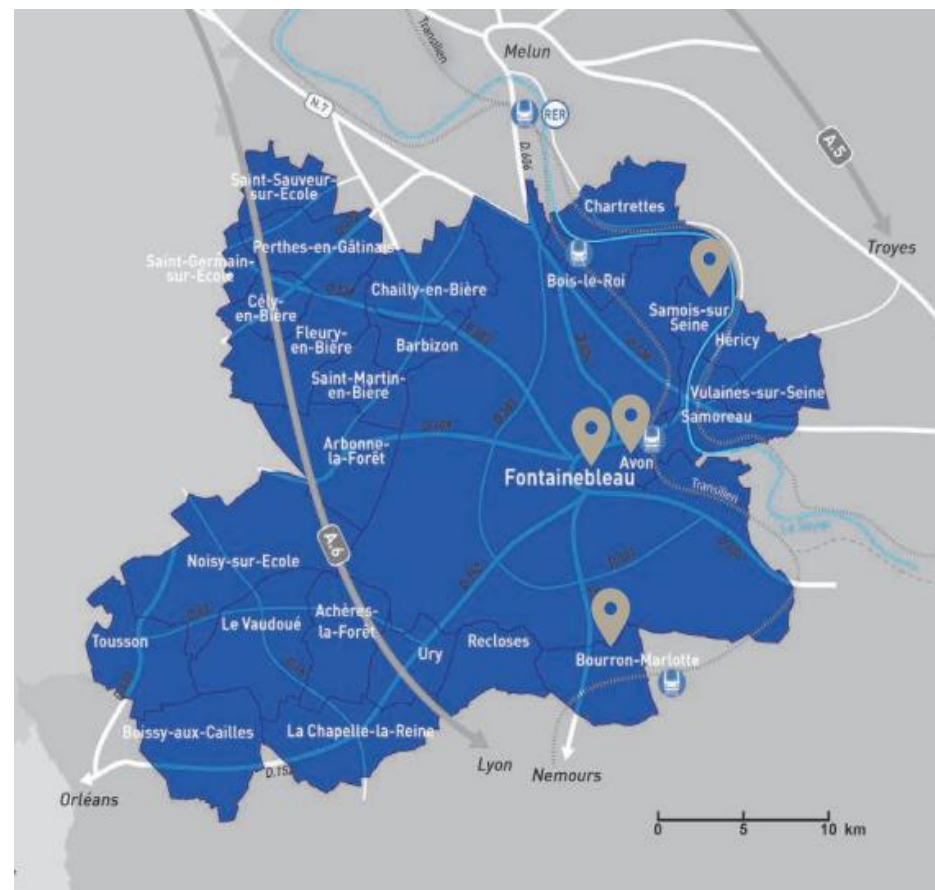 Transilien
Melun
N.7
RER
D.606
A.5
Troyes
Saint-Sauveur-
sur-Ecole
Chartrettes
Perthes-en-Gâtinais
Saint-Germain
sur-École
Bois-le-Roi
Chailly-en-Bière
Cély-
en-Bière
Samois-sur
Seine
Fleury-
en-Bière
Barbizon
Héricy
Saint-Martin-
en-Bière
Vulaines-sur-Seine
Samoreau
Arbonne-
la-Forêt
Avon
Fontainebleau
Transilien
La Seine
A.6
Noisy-sur-Ecole
Achères-
la-Forêt
Le Vaudoué
Tousson
Ury
Recloses
Bourron-Marlotte
Boissy-aux-Cailles
La Chapelle-la-Reine
Lyon
Nemours
D.152
Orléans
0 5 10 km